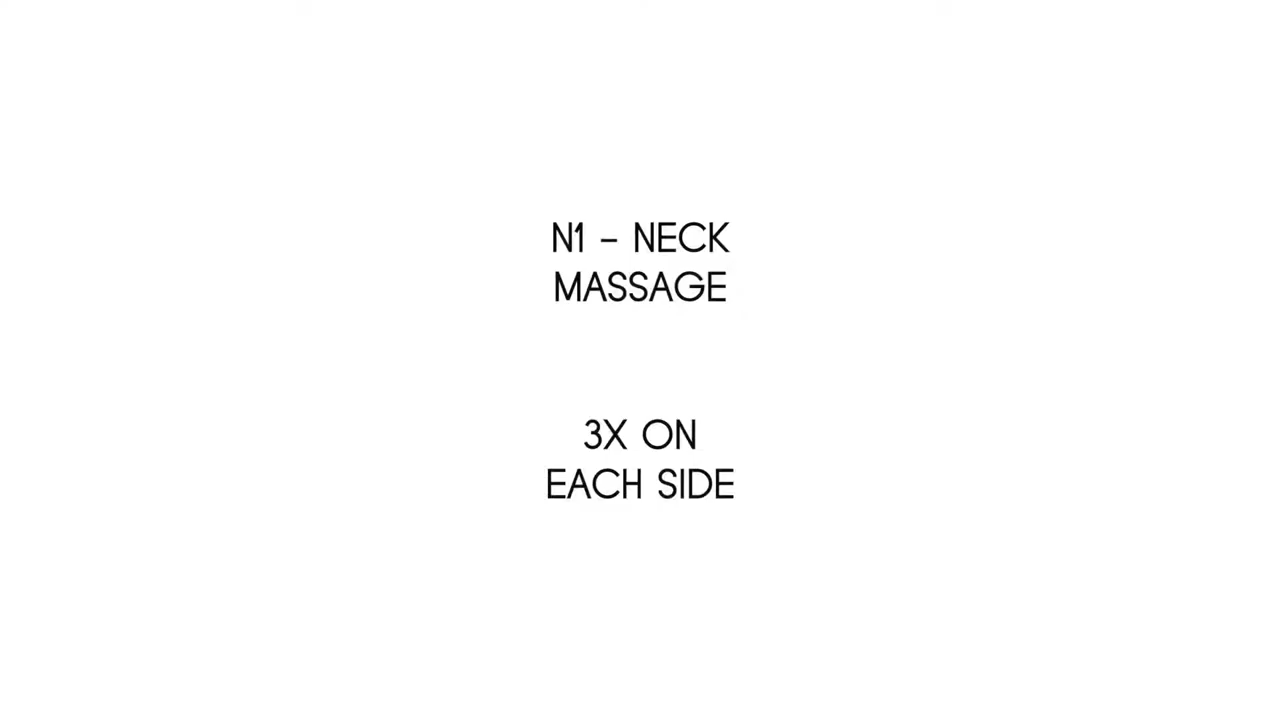 N1 – NECK
MASSAGE
3X ON
EACH SIDE